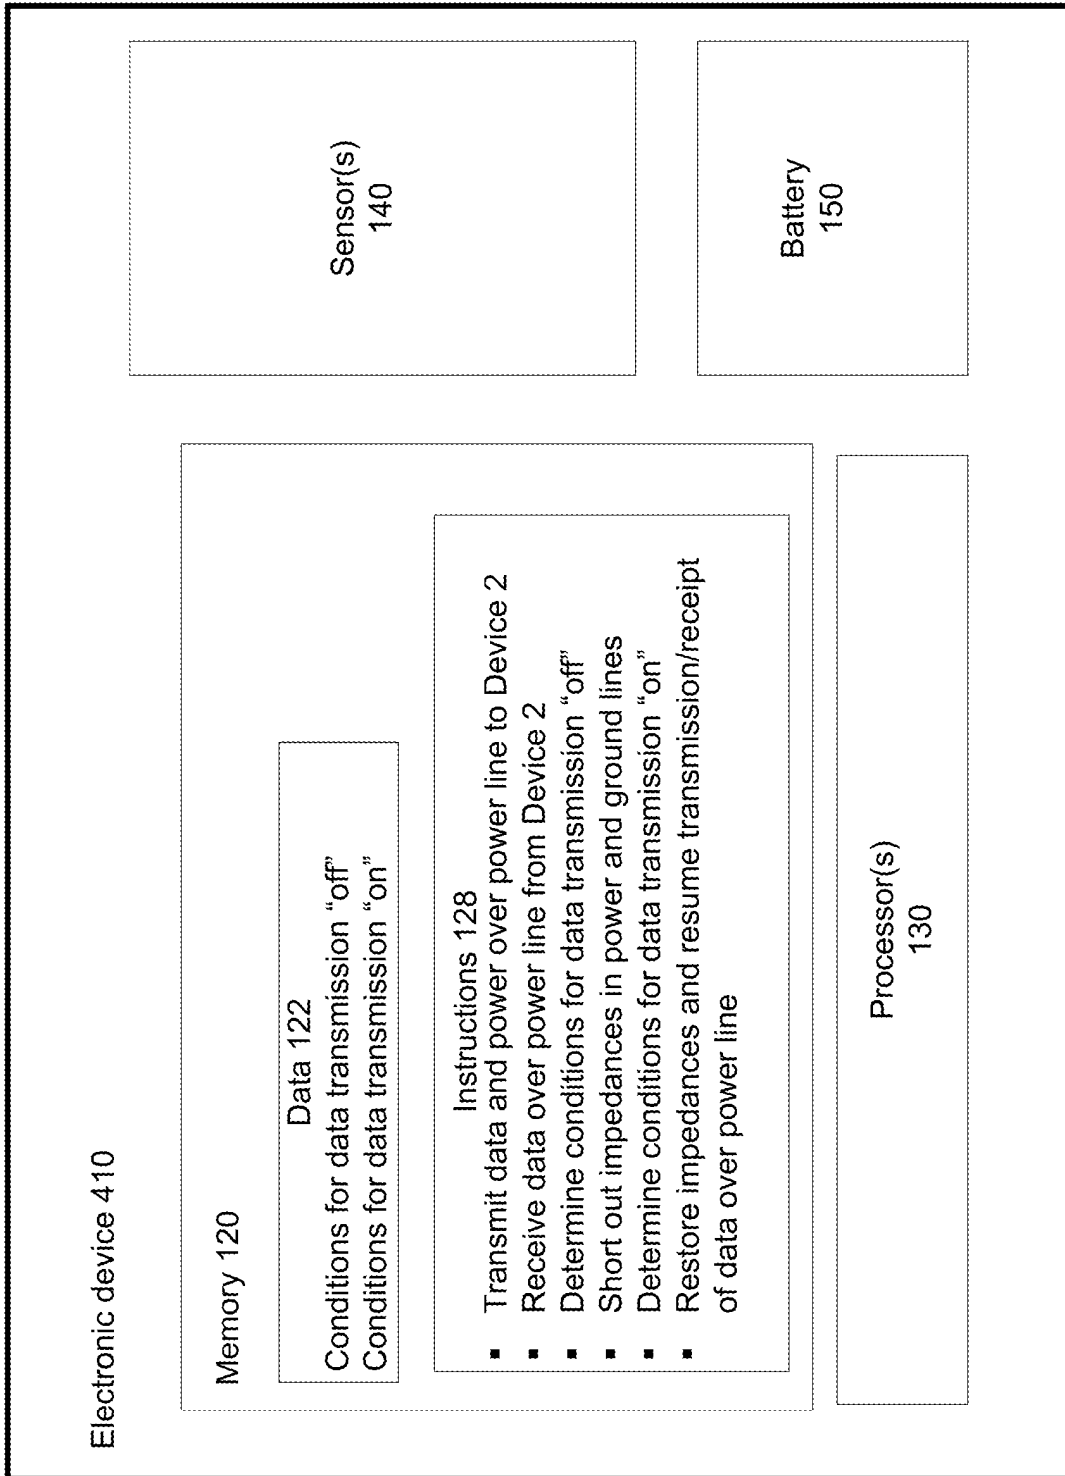 Electronic device 410
Memory 120
Data 122
Conditions for data transmission “off”
Conditions for data transmission “on”
Instructions 128
▪ Transmit data and power over power line to Device 2
▪ Receive data over power line from Device 2
▪ Determine conditions for data transmission “off”
▪ Short out impedances in power and ground lines
▪ Determine conditions for data transmission “on”
▪ Restore impedances and resume transmission/receipt
of data over power line
Processor(s)
130
Sensor(s)
140
Battery
150